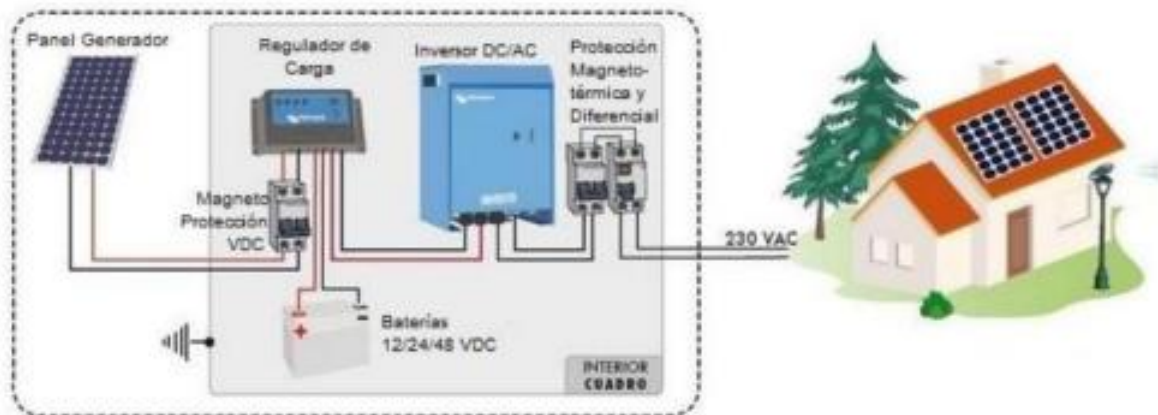 Panel Generador
Regulador de
Carga
Inversor DC/AC
Protección
Magneto-
térmica y
Diferencial
Magneto
Protección
VDC
230 VAC
Baterías
12/24/48 VDC
INTERIOR
CUADRO